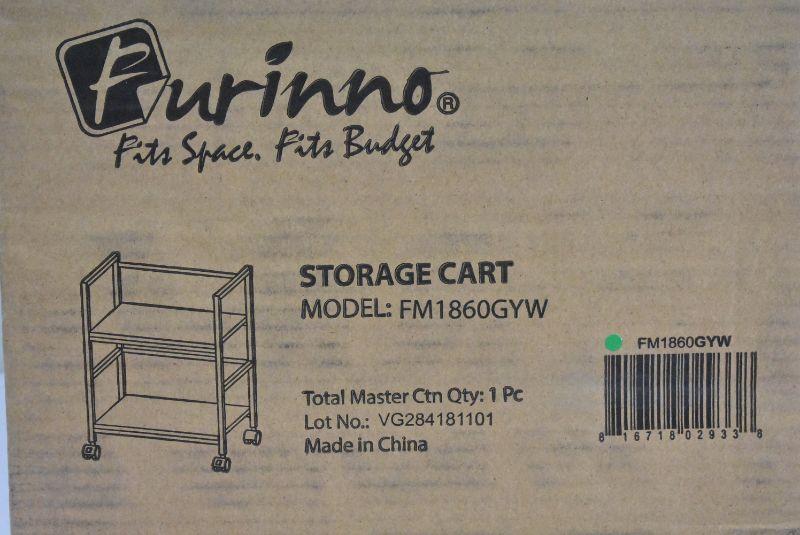 Furinno®
Fits Space. Fits Budget
STORAGE CART
MODEL: FM1860GYW
FM1860GYW
Total Master Ctn Qty: 1 Pc
Lot No.: VG284181101
Made in China
8 16718 02933 8